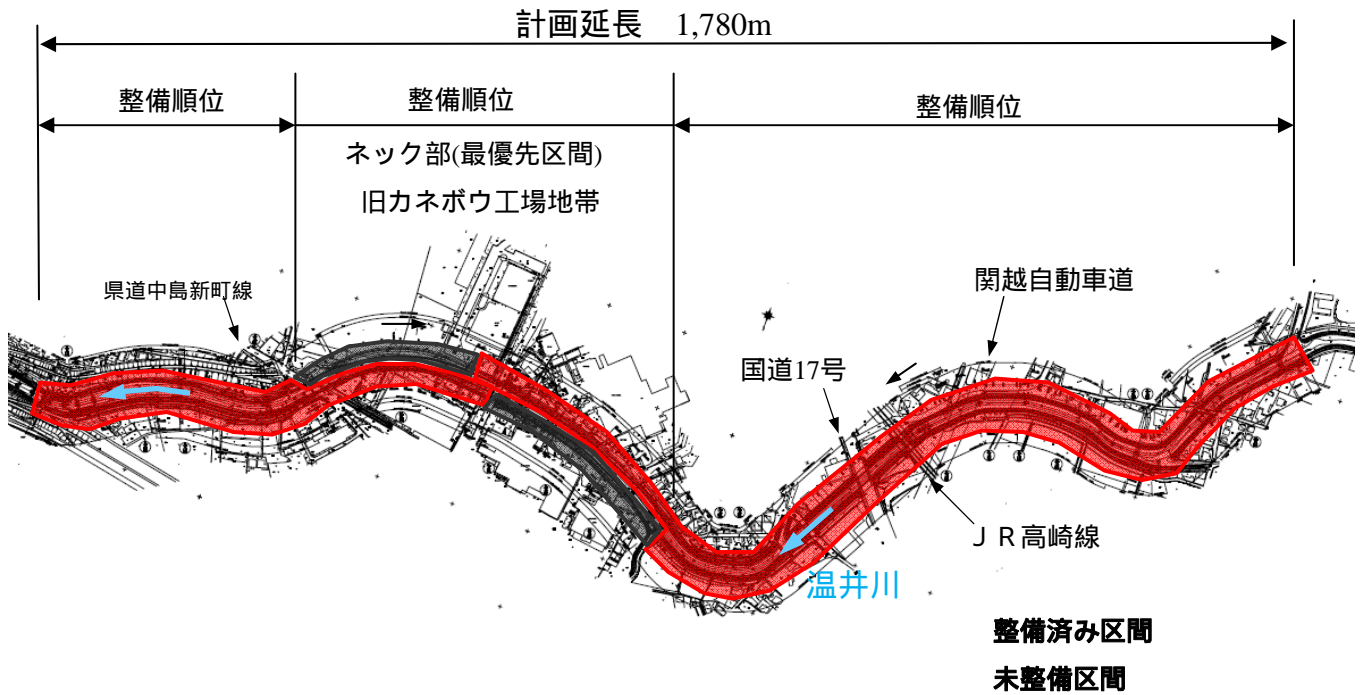 計画延長 1,780m
整備順位
整備順位
整備順位
ネック部(最優先区間)
旧カネボウ工場地帯
県道中島新町線
関越自動車道
国道17号
ＪＲ高崎線
温井川
整備済み区間
未整備区間